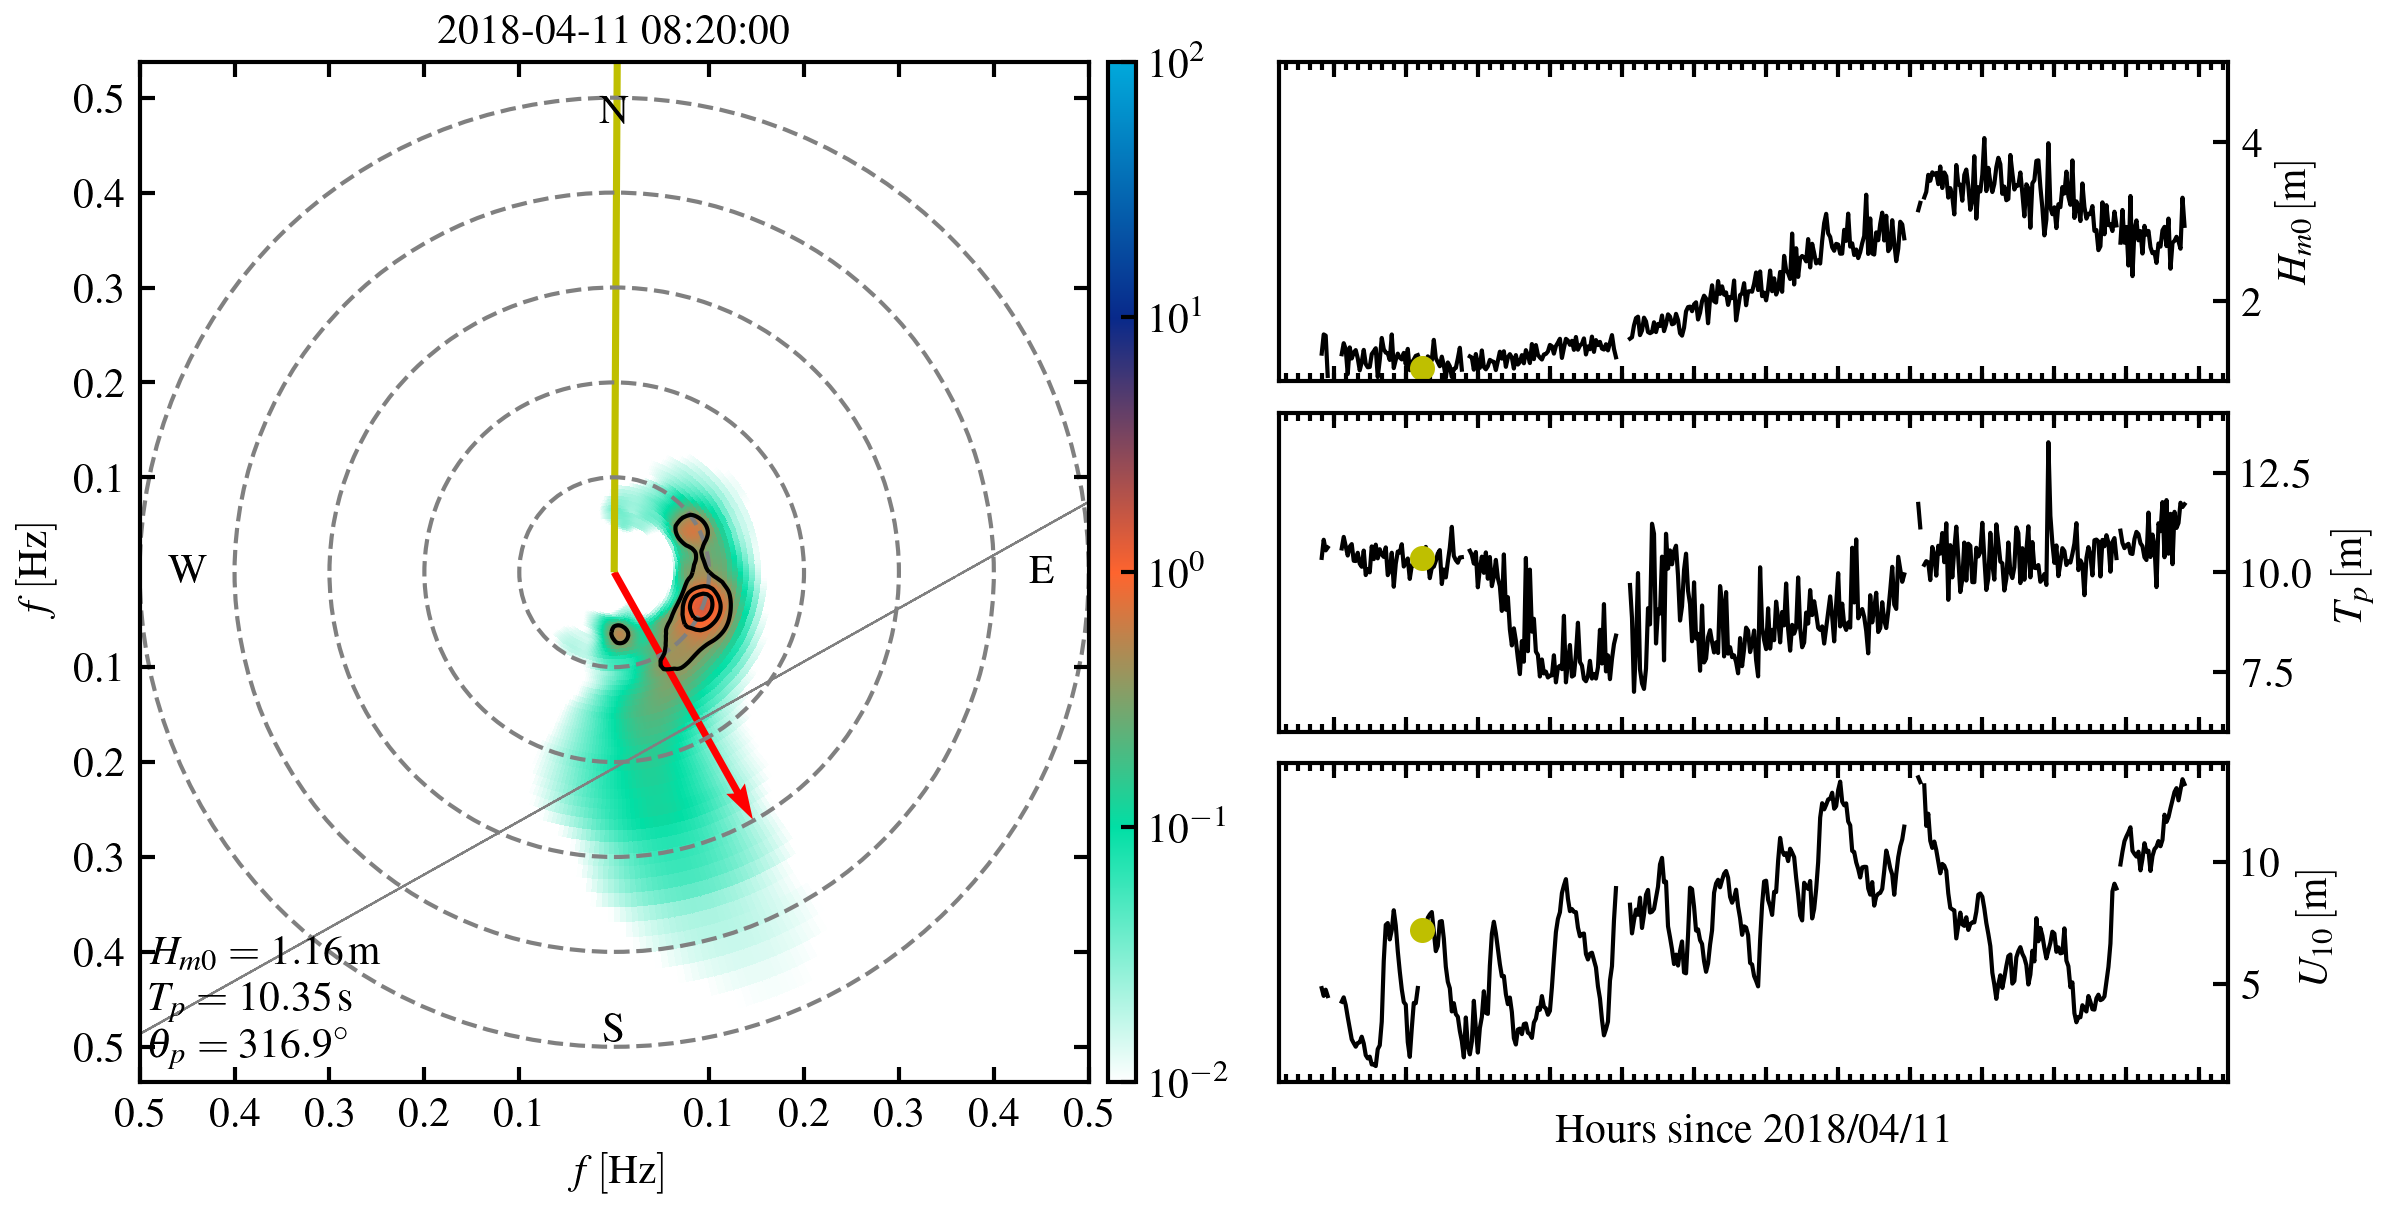 2018-04-11 08:20:00
N
W
E
S
0.5
0.4
0.3
0.2
0.1
0.1
0.2
0.3
0.4
0.5
f [Hz]
H_{m0} = 1.16 m
T_p = 10.35 s
θ_p = 316.9°
0.5 0.4 0.3 0.2 0.1 0.1 0.2 0.3 0.4 0.5
f [Hz]
10²
10¹
10⁰
10⁻¹
10⁻²
4
2
H_{m0} [m]
12.5
10.0
7.5
T_p [m]
10
5
U_{10} [m]
Hours since 2018/04/11